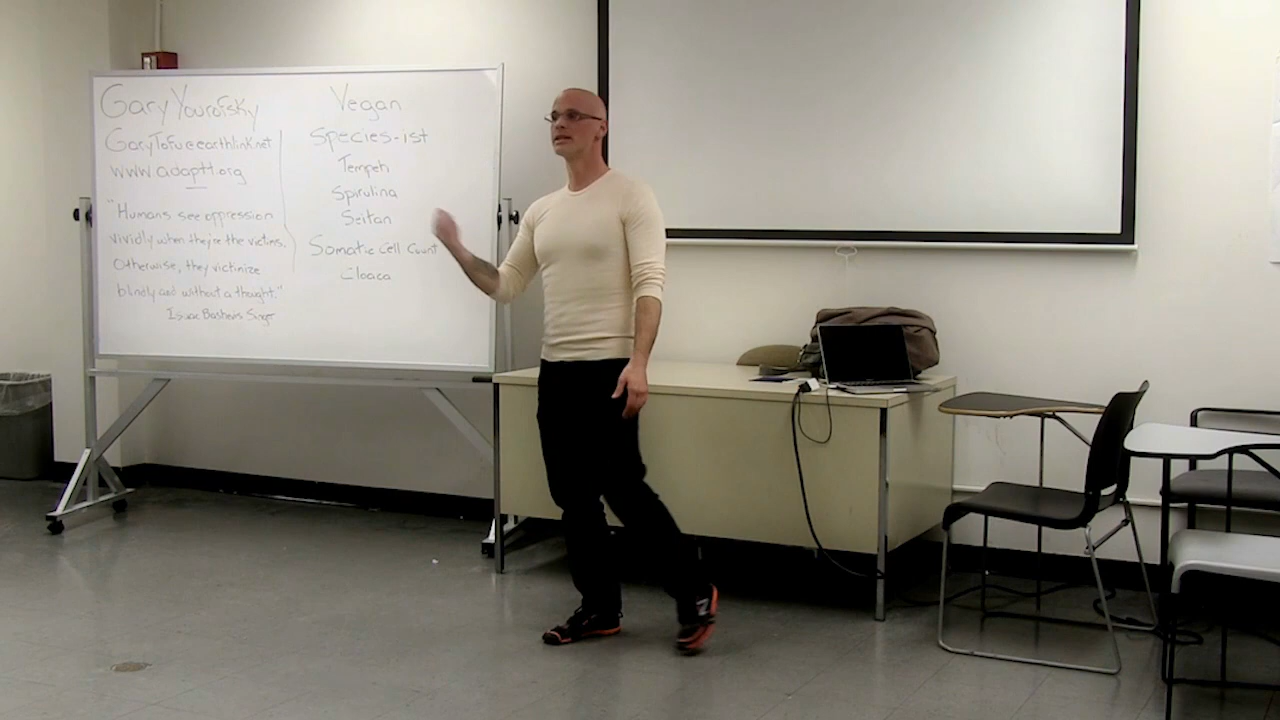 Gary Yourofsky
GaryTofu@earthlink.net
www.adaptt.org
"Humans see oppression
vividly when they're the victims.
Otherwise, they victimize
blindly and without a thought."
Isaac Bashevis Singer
Vegan
Species-ist
Tempeh
Spirulina
Seitan
Somatic Cell Count
Cloaca
N